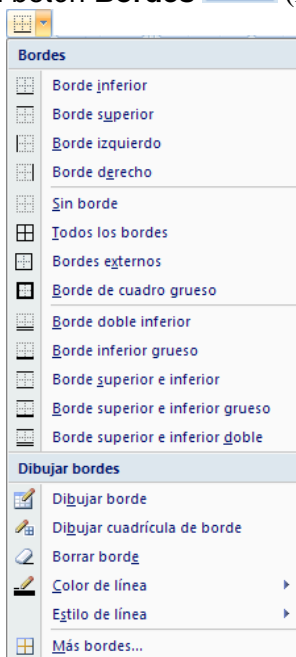 botón Bordes
Bordes
Borde inferior
Borde superior
Borde izquierdo
Borde derecho
Sin borde
Todos los bordes
Bordes externos
Borde de cuadro grueso
Borde doble inferior
Borde inferior grueso
Borde superior e inferior
Borde superior e inferior grueso
Borde superior e inferior doble
Dibujar bordes
Dibujar borde
Dibujar cuadrícula de borde
Borrar borde
Color de línea
Estilo de línea
Más bordes...